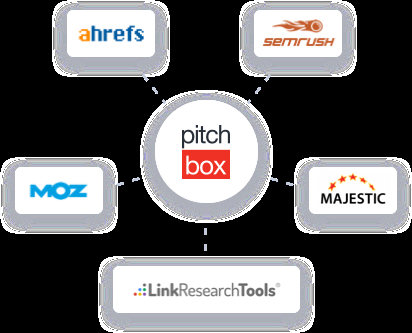 ahrefs
SEMRUSH
pitch
box
MOZ
MAJESTIC
LinkResearchTools®